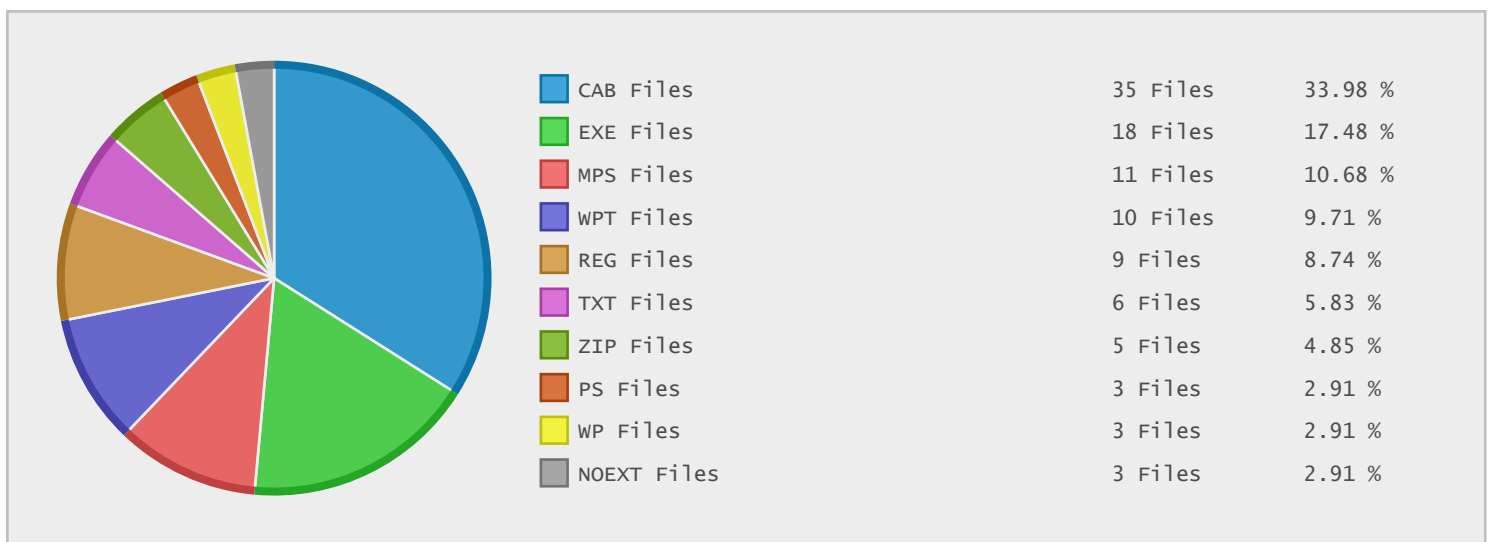 CAB Files 35 Files 33.98 %
EXE Files 18 Files 17.48 %
MPS Files 11 Files 10.68 %
WPT Files 10 Files 9.71 %
REG Files 9 Files 8.74 %
TXT Files 6 Files 5.83 %
ZIP Files 5 Files 4.85 %
PS Files 3 Files 2.91 %
WP Files 3 Files 2.91 %
NOEXT Files 3 Files 2.91 %